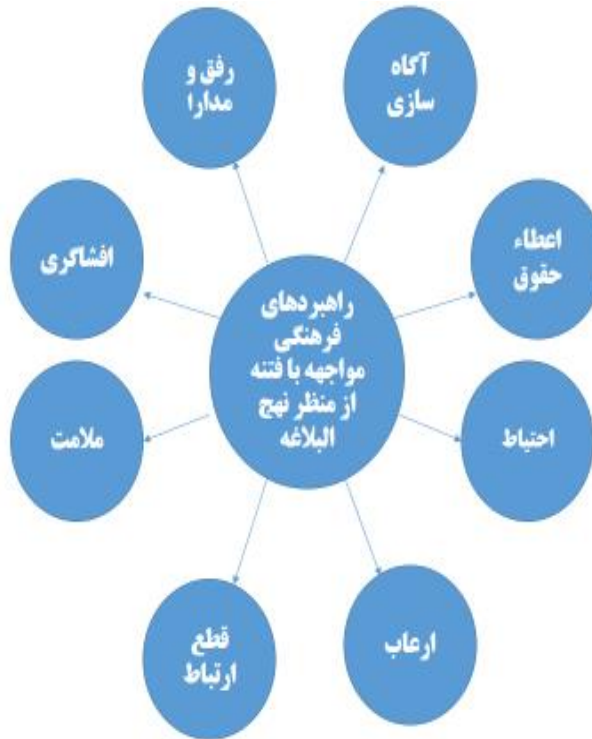 راهبردهای
فرهنگی
مواجهه با فتنه
از منظر نهج
البلاغه
آگاه
سازی
اعطاء
حقوق
احتیاط
ارعاب
قطع
ارتباط
ملامت
افشاگری
رفق و
مدارا